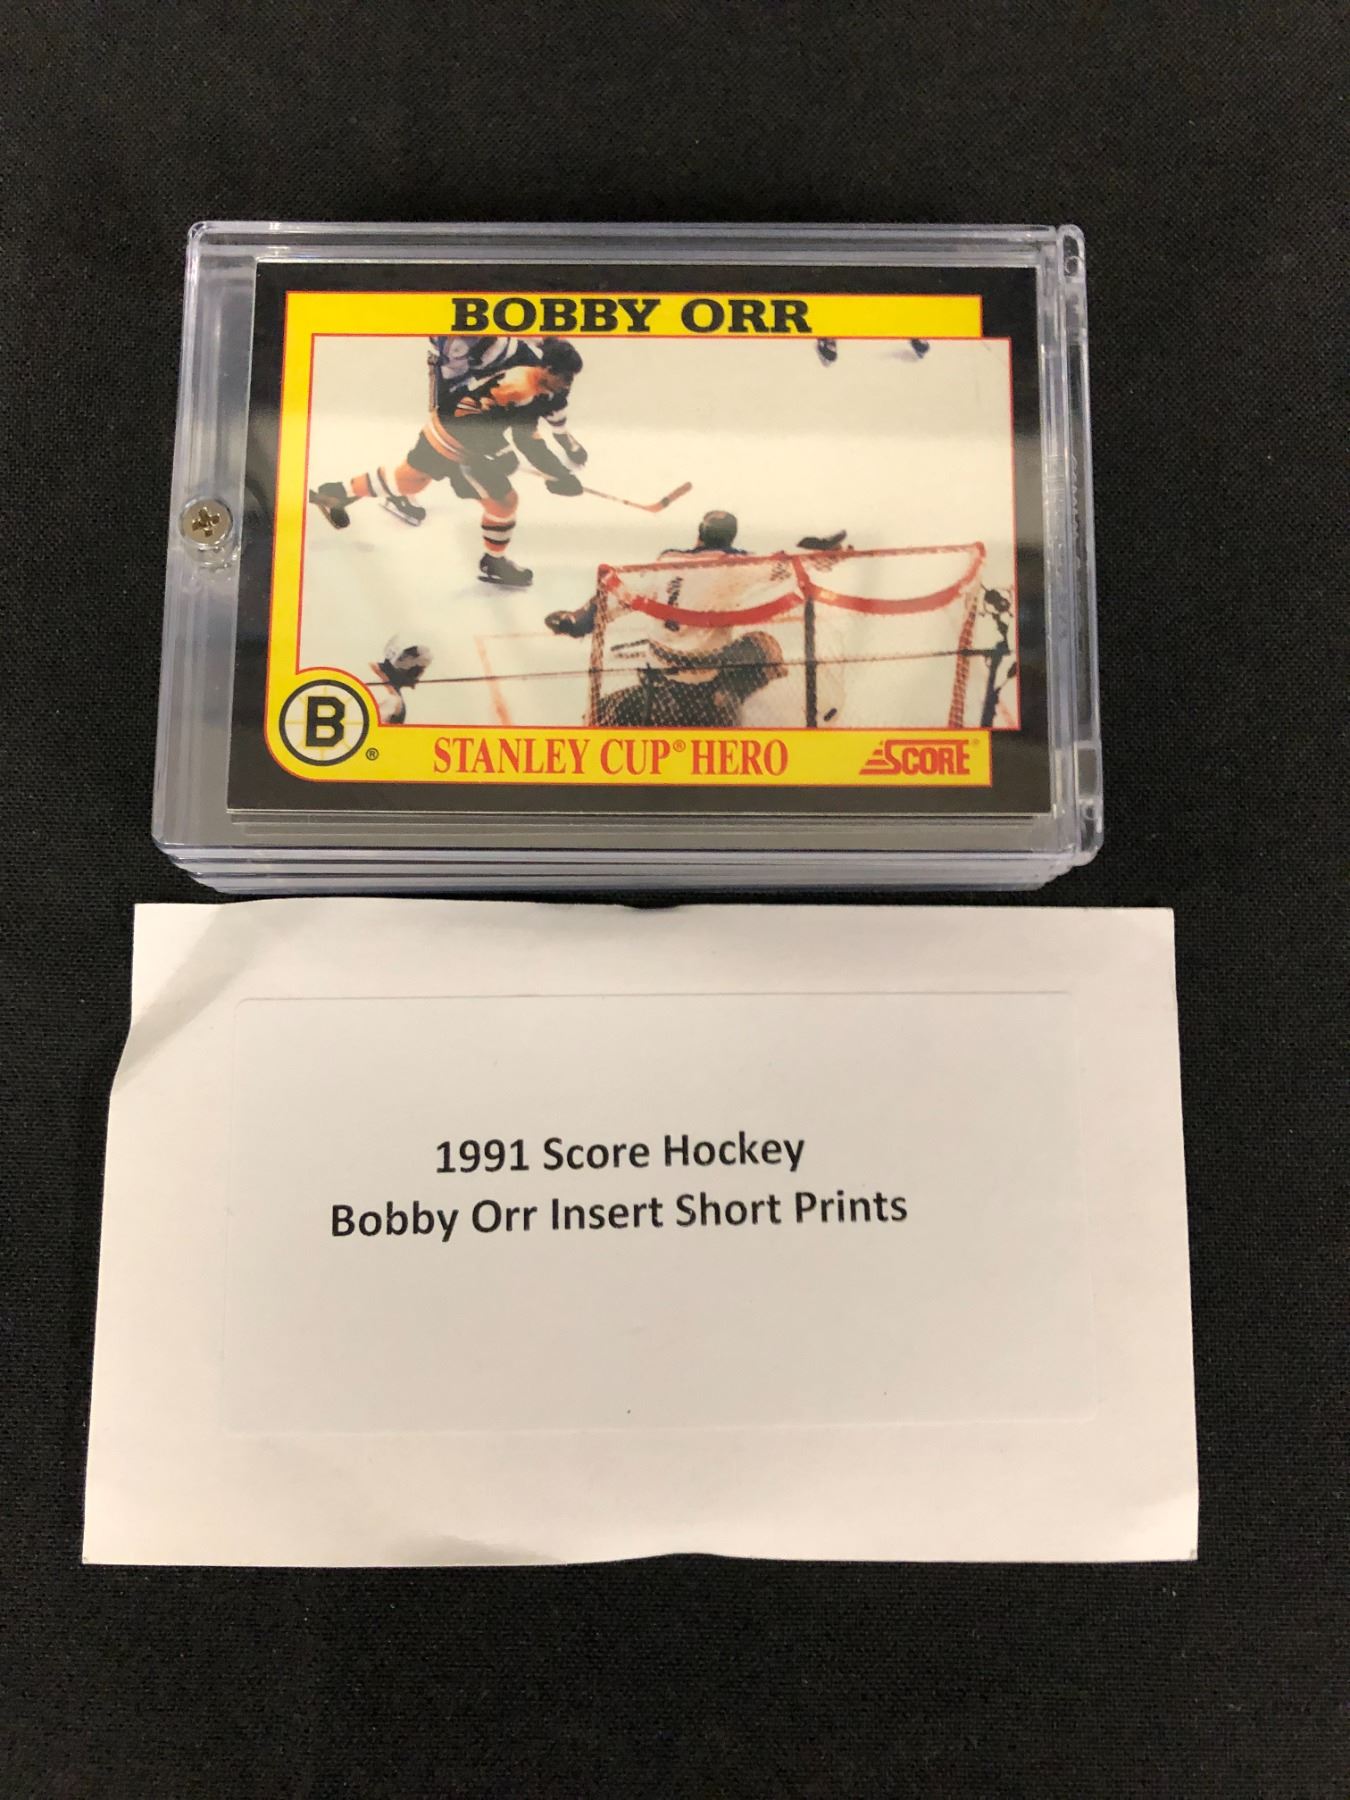 BOBBY ORR
B ®
STANLEY CUP® HERO
SCORE®
1991 Score Hockey
Bobby Orr Insert Short Prints